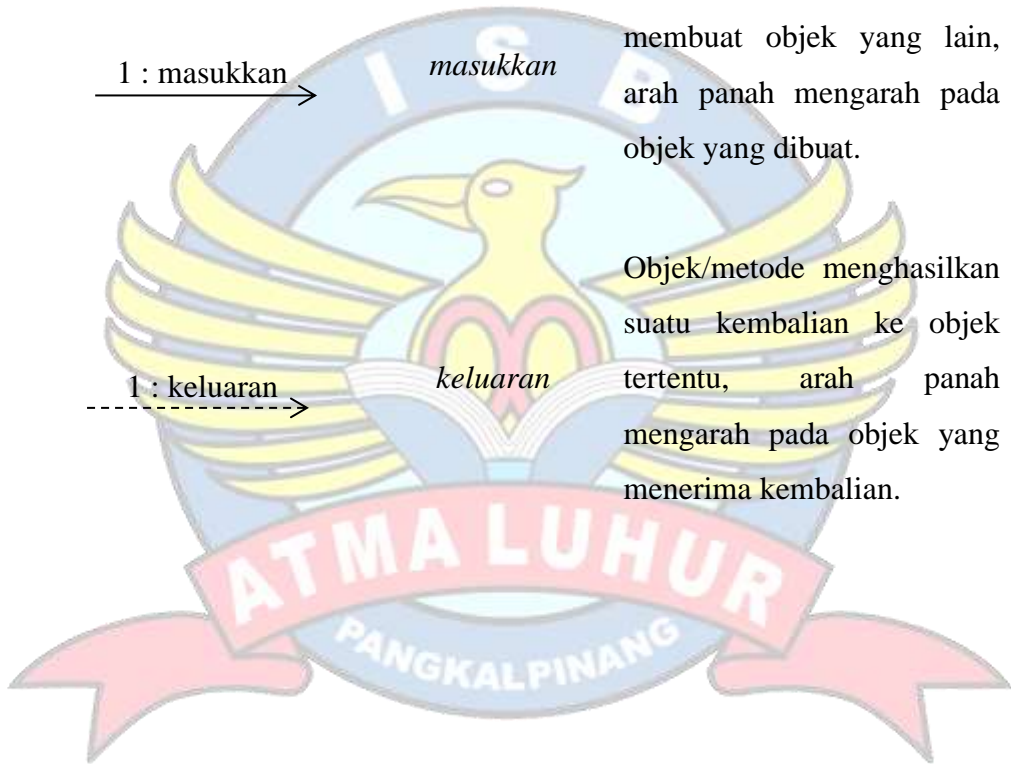 1 : masukkan
masukkan
membuat objek yang lain,
arah panah mengarah pada
objek yang dibuat.
1 : keluaran
keluaran
Objek/metode menghasilkan
suatu kembalian ke objek
tertentu, arah panah
mengarah pada objek yang
menerima kembalian.
I S B
ATMA LUHUR
PANGKALPINANG